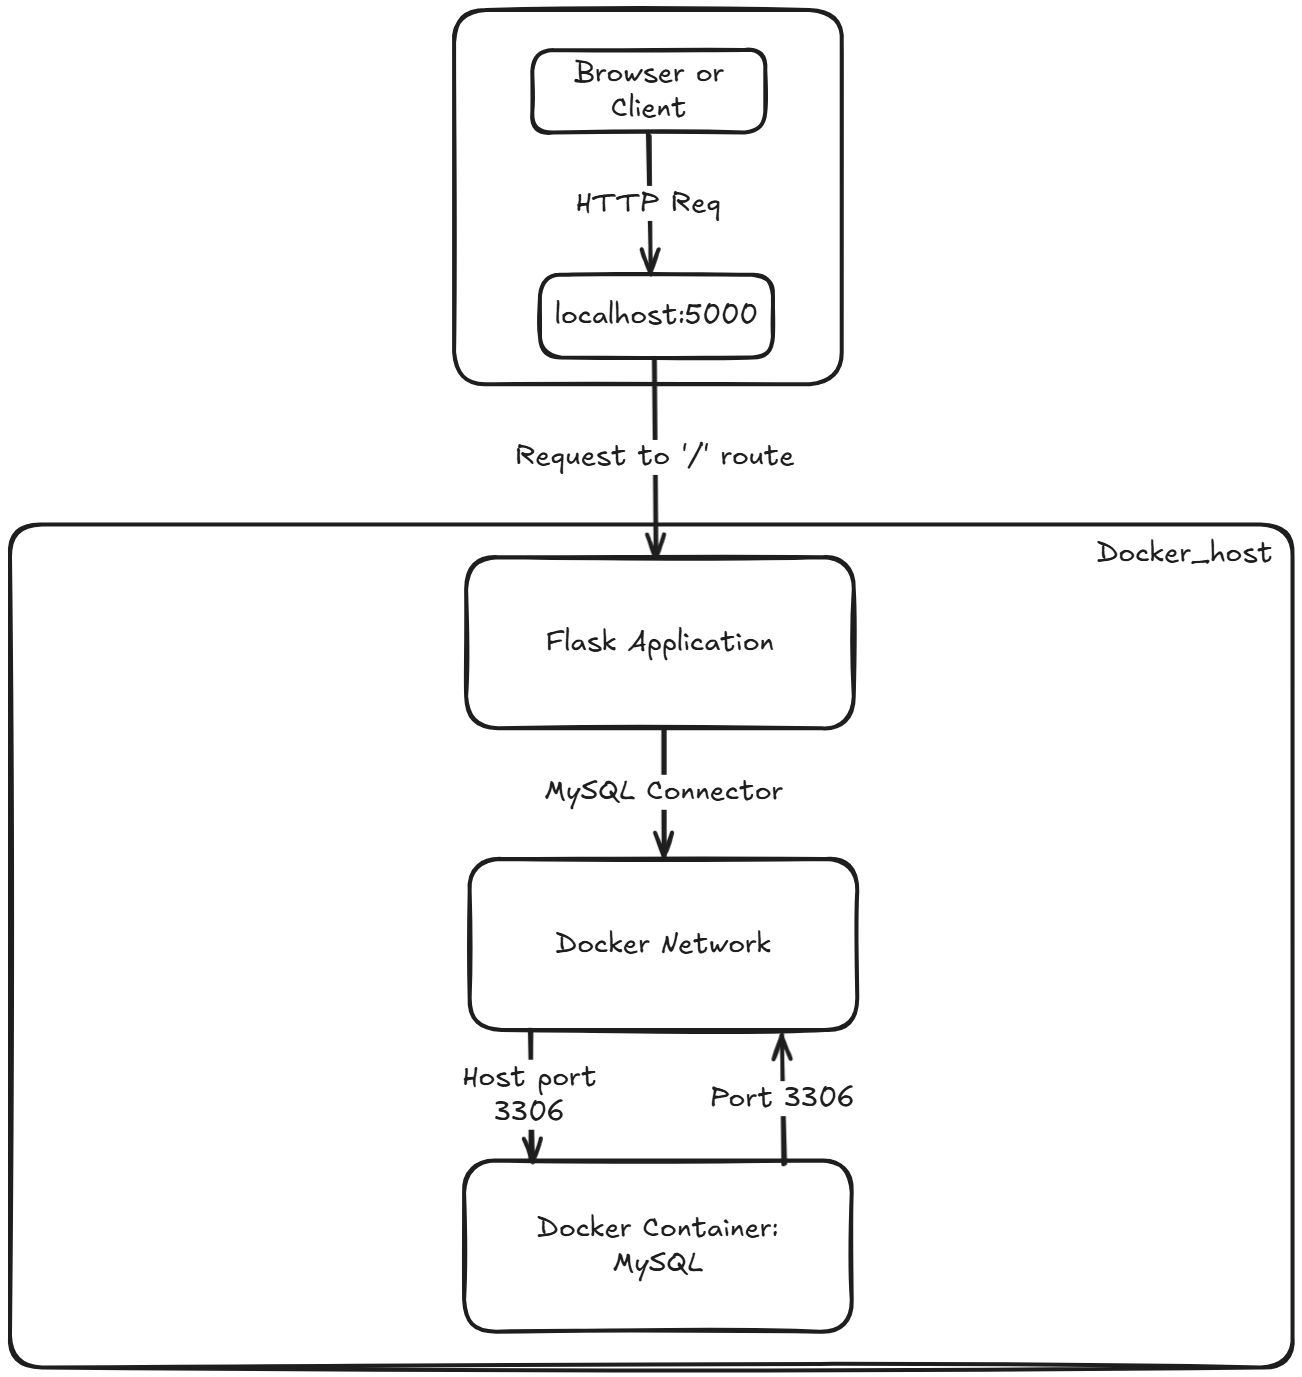 Browser or
Client
HTTP Req
localhost:5000
Request to '/' route
Docker_host
Flask Application
MySQL Connector
Docker Network
Host port
3306
Port 3306
Docker Container:
MySQL